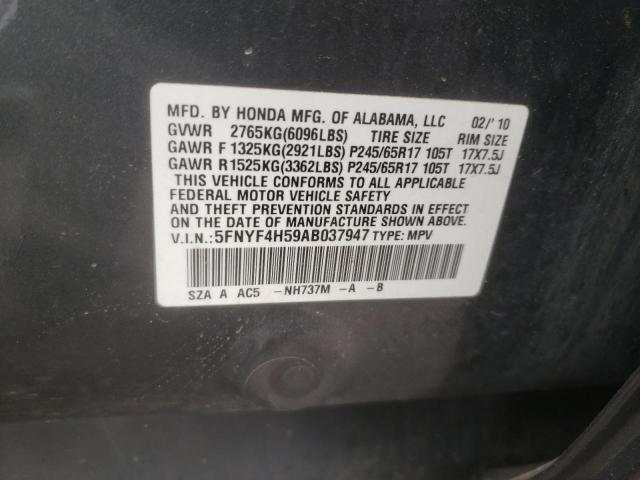 MFD. BY HONDA MFG. OF ALABAMA, LLC 02/'10
GVWR 2765KG(6096LBS) TIRE SIZE RIM SIZE
GAWR F 1325KG(2921LBS) P245/65R17 105T 17X7.5J
GAWR R1525KG(3362LBS) P245/65R17 105T 17X7.5J
THIS VEHICLE CONFORMS TO ALL APPLICABLE
FEDERAL MOTOR VEHICLE SAFETY
AND THEFT PREVENTION STANDARDS IN EFFECT
ON THE DATE OF MANUFACTURE SHOWN ABOVE.
V.I.N.:5FNYF4H59AB037947 TYPE: MPV
SZA A AC5 -NH737M -A -B